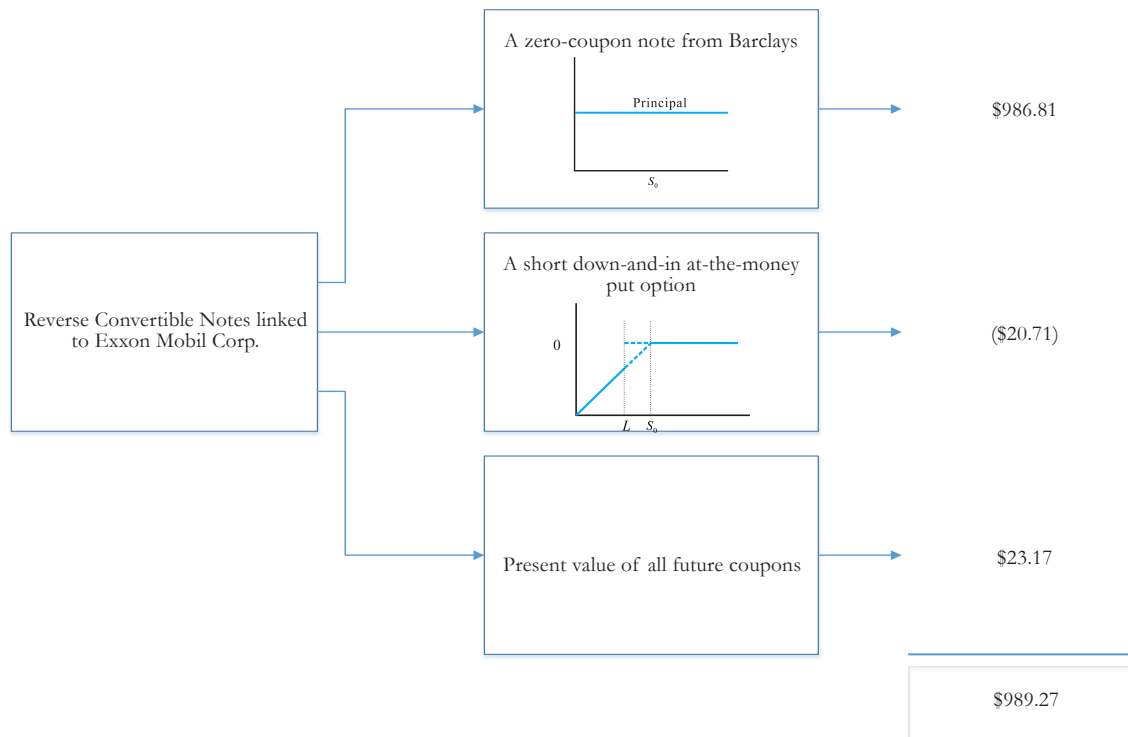 A zero-coupon note from Barclays
Principal
S₀
$986.81
Reverse Convertible Notes linked
to Exxon Mobil Corp.
A short down-and-in at-the-money
put option
0
L S₀
($20.71)
Present value of all future coupons
$23.17
$989.27